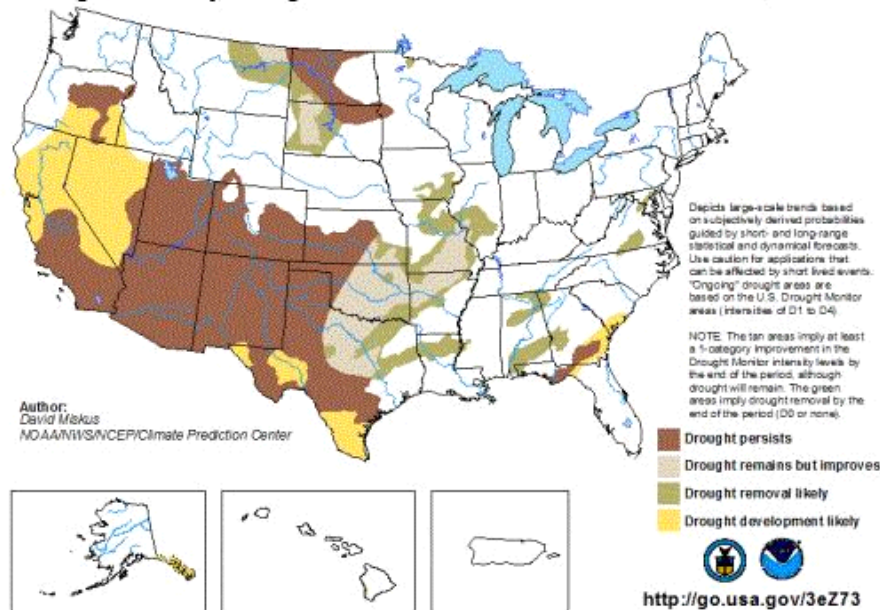 Depicts large-scale trends based
on subjectively derived probabilities
guided by short- and long-range
statistical and dynamical forecasts.
Use caution for applications that
can be affected by short lived events.
"Ongoing" drought areas are
based on the U.S. Drought Monitor
areas (intensities of D1 to D4).
NOTE: The tan areas imply at least
a 1-category improvement in the
Drought Monitor intensity levels by
the end of the period, although
drought will remain. The green
areas imply drought removal by the
end of the period (D0 or none).
Author:
David Miskus
NOAA/NWS/NCEP/Climate Prediction Center
Drought persists
Drought remains but improves
Drought removal likely
Drought development likely
http://go.usa.gov/3eZ73